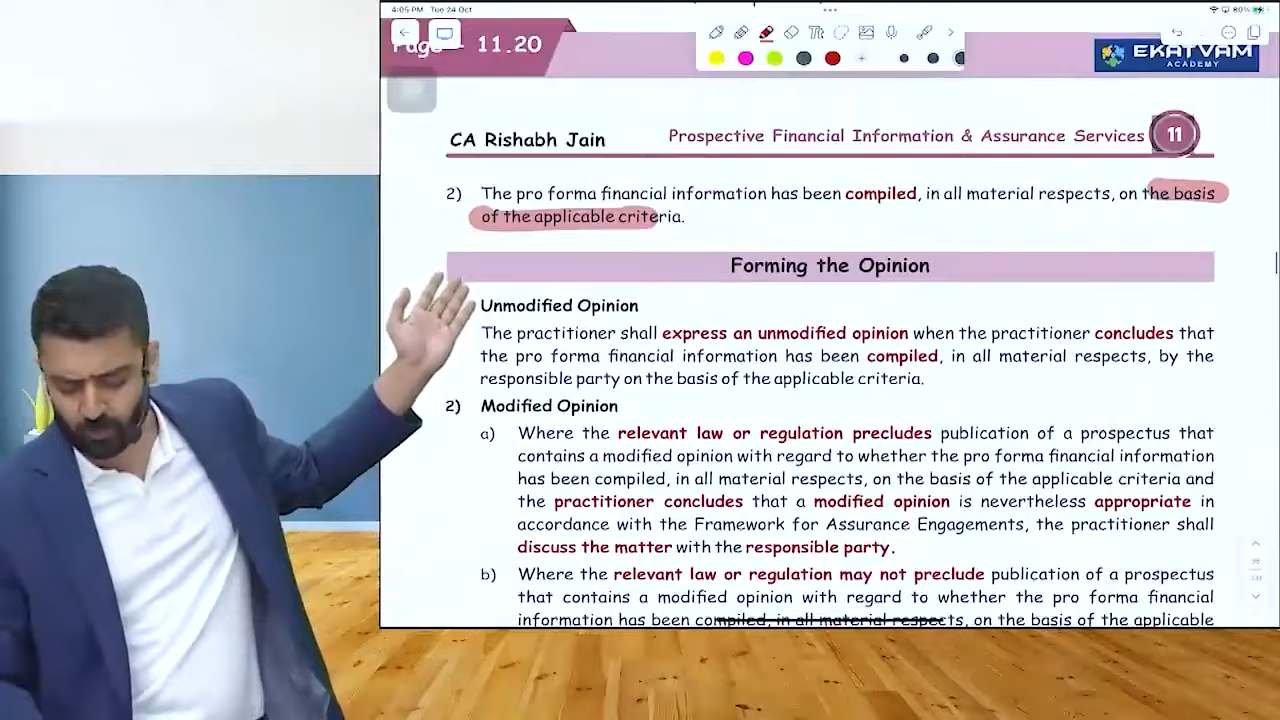 4:05 PM Tue 24 Oct
80%
Page - 11.20
EKATVAM
ACADEMY
CA Rishabh Jain
Prospective Financial Information & Assurance Services 11
2) The pro forma financial information has been compiled, in all material respects, on the basis
of the applicable criteria.
Forming the Opinion
Unmodified Opinion
The practitioner shall express an unmodified opinion when the practitioner concludes that
the pro forma financial information has been compiled, in all material respects, by the
responsible party on the basis of the applicable criteria.
2) Modified Opinion
a) Where the relevant law or regulation precludes publication of a prospectus that
contains a modified opinion with regard to whether the pro forma financial information
has been compiled, in all material respects, on the basis of the applicable criteria and
the practitioner concludes that a modified opinion is nevertheless appropriate in
accordance with the Framework for Assurance Engagements, the practitioner shall
discuss the matter with the responsible party.
b) Where the relevant law or regulation may not preclude publication of a prospectus
that contains a modified opinion with regard to whether the pro forma financial
information has been compiled, in all material respects, on the basis of the applicable